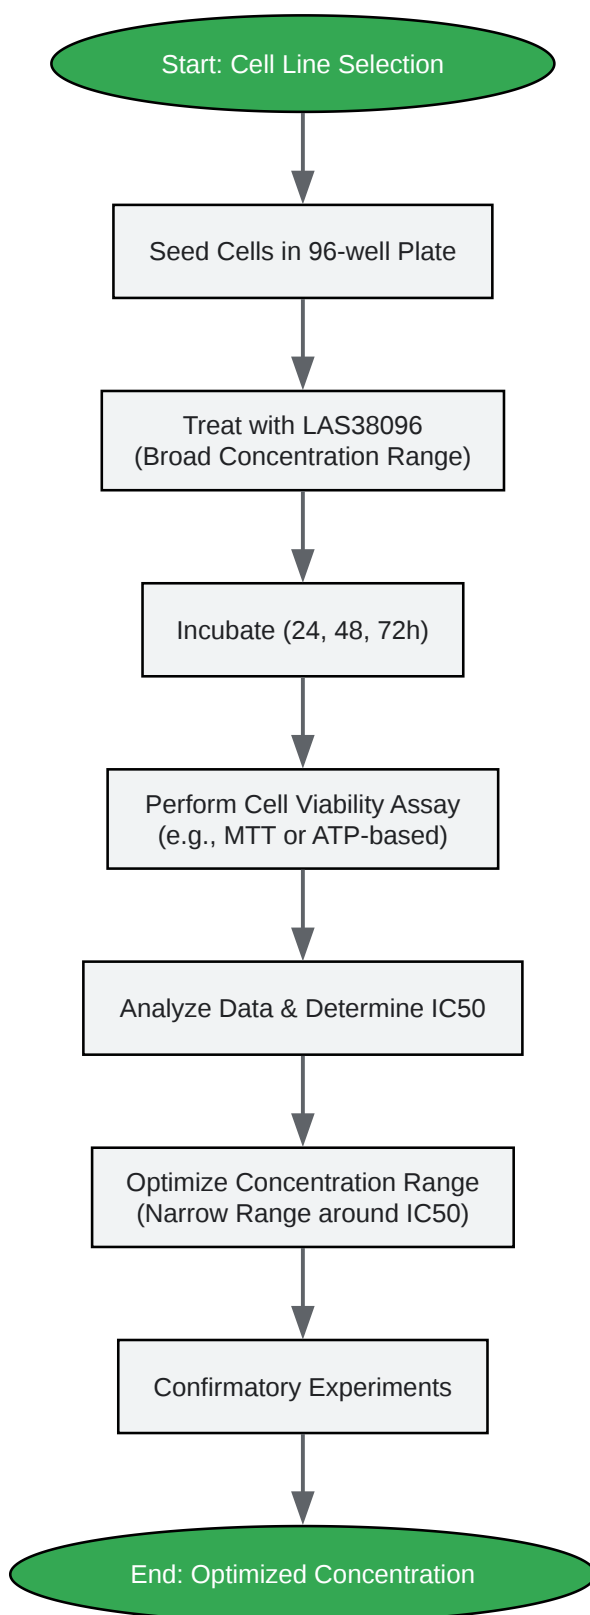 Start: Cell Line Selection
Seed Cells in 96-well Plate
Treat with LAS38096
(Broad Concentration Range)
Incubate (24, 48, 72h)
Perform Cell Viability Assay
(e.g., MTT or ATP-based)
Analyze Data & Determine IC50
Optimize Concentration Range
(Narrow Range around IC50)
Confirmatory Experiments
End: Optimized Concentration